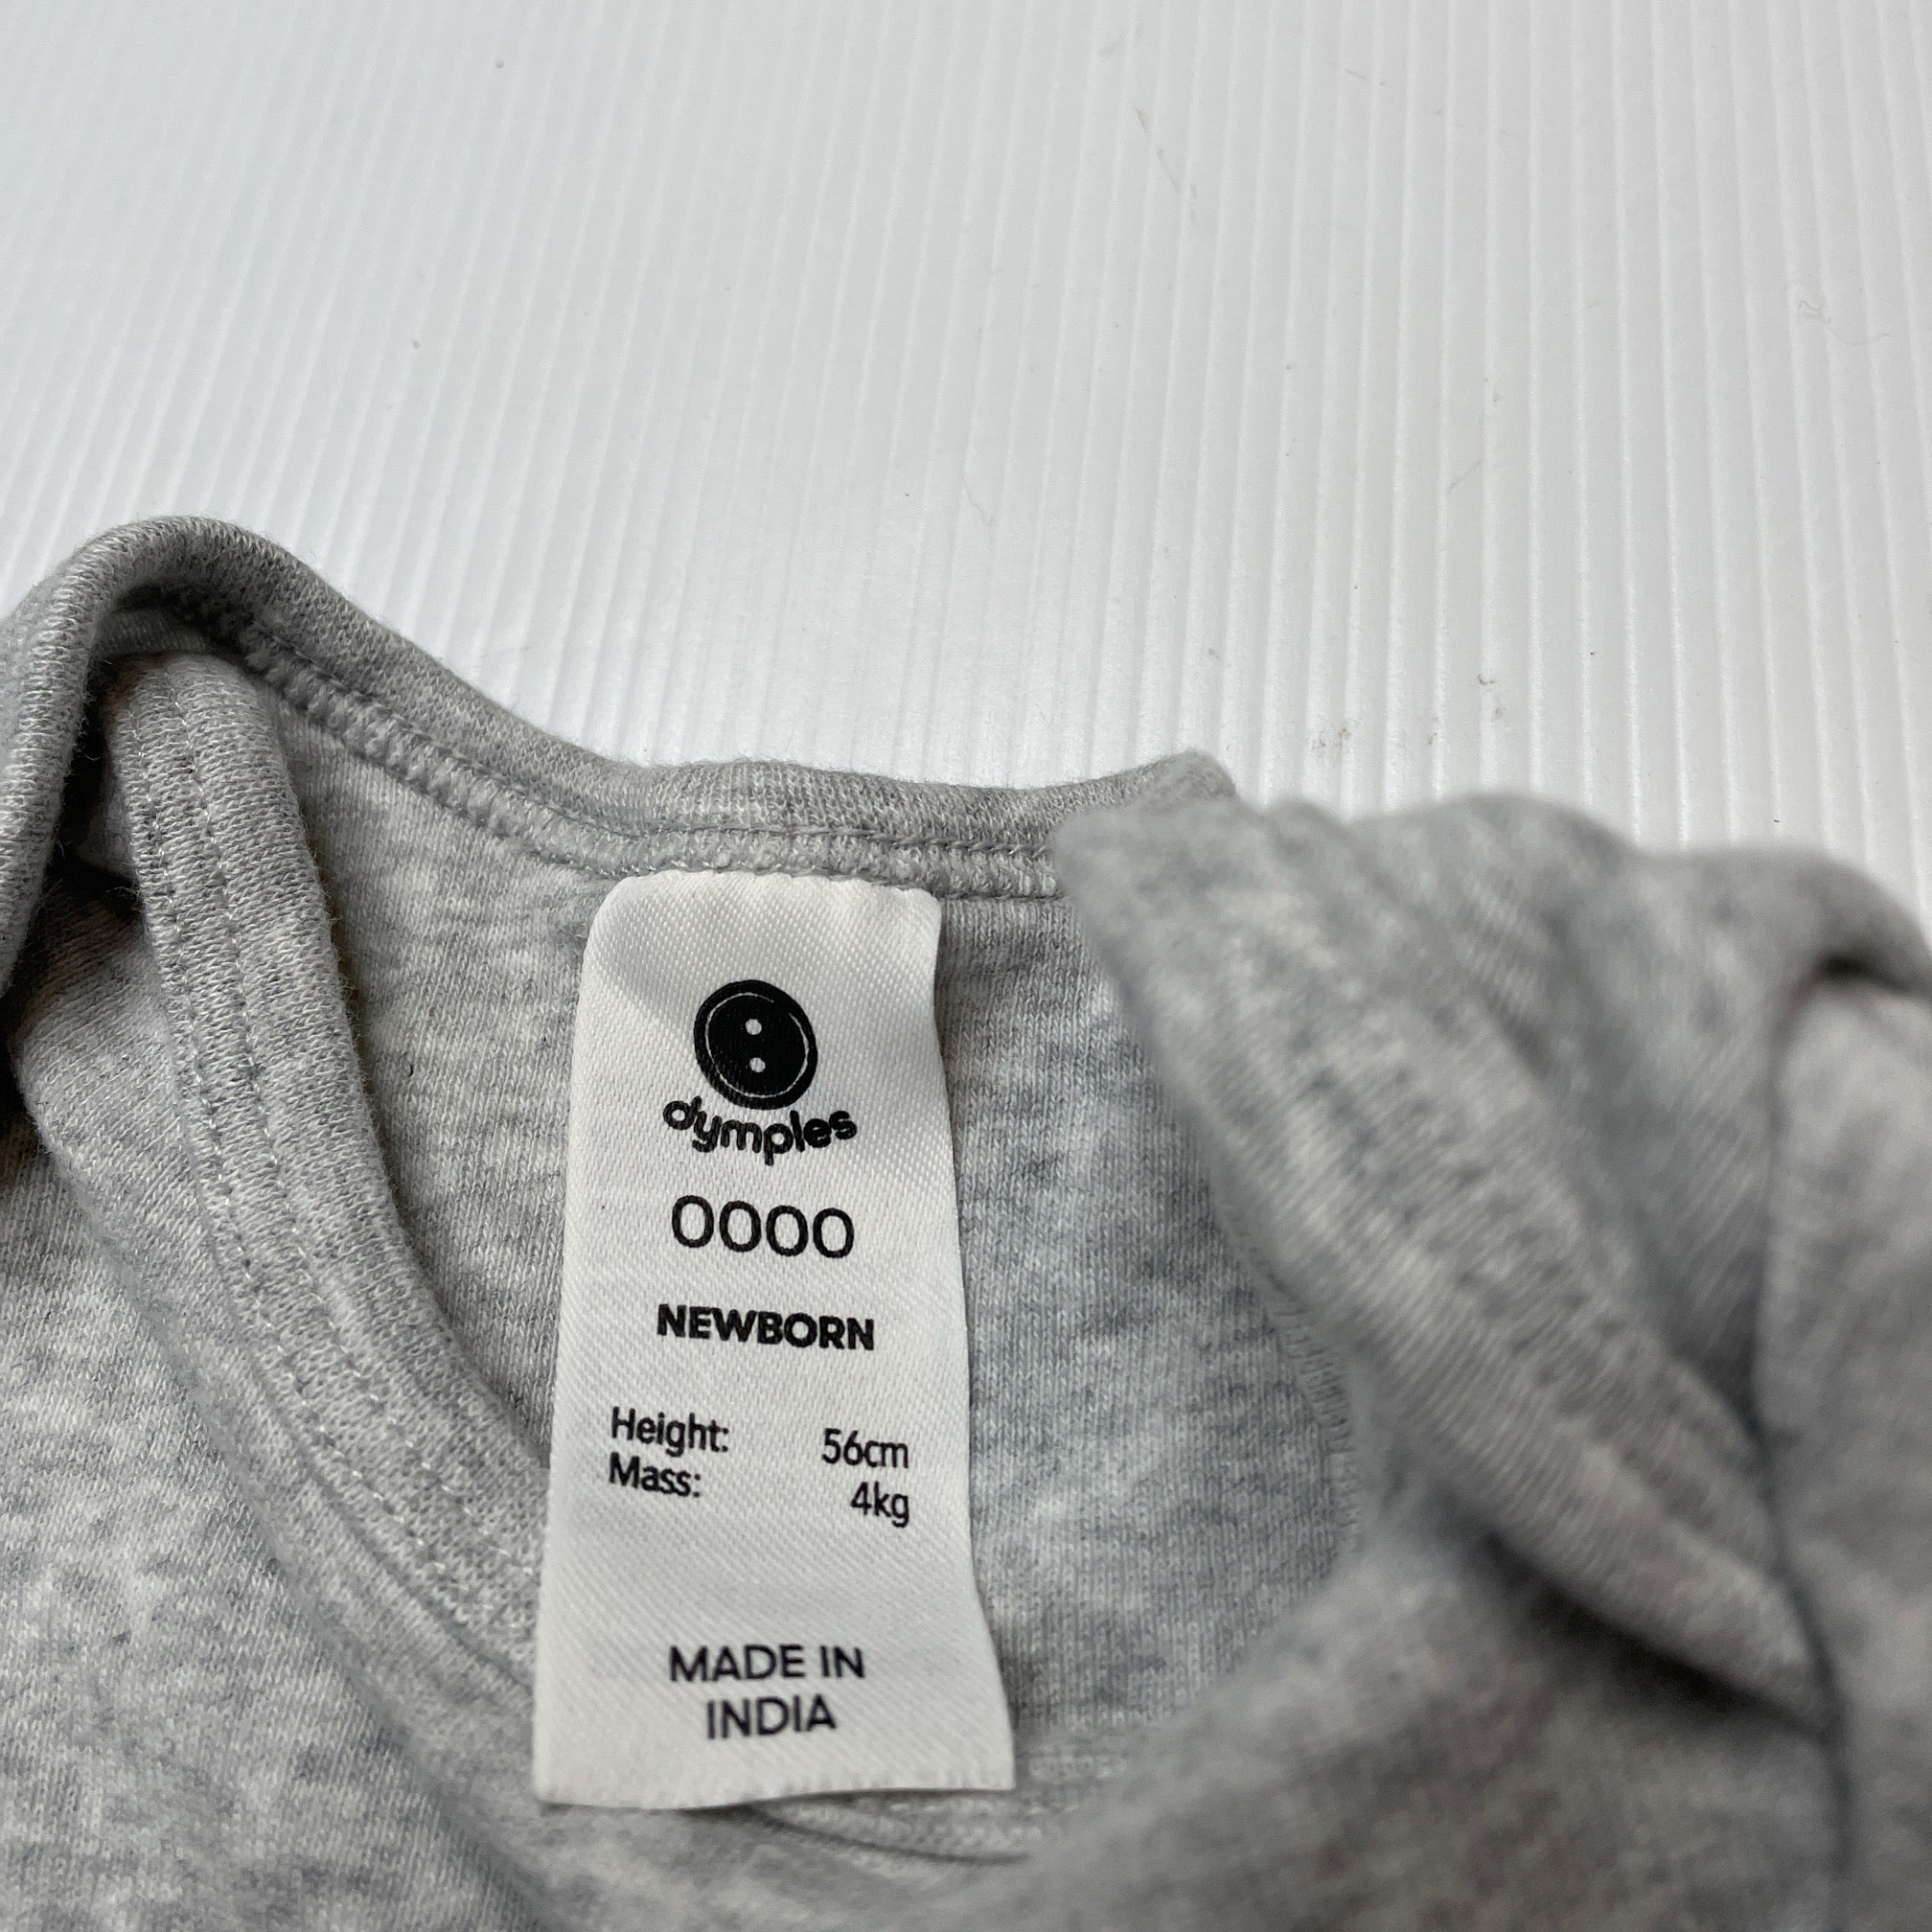 dymples
0000
NEWBORN
Height: 56cm
Mass: 4kg
MADE IN
INDIA